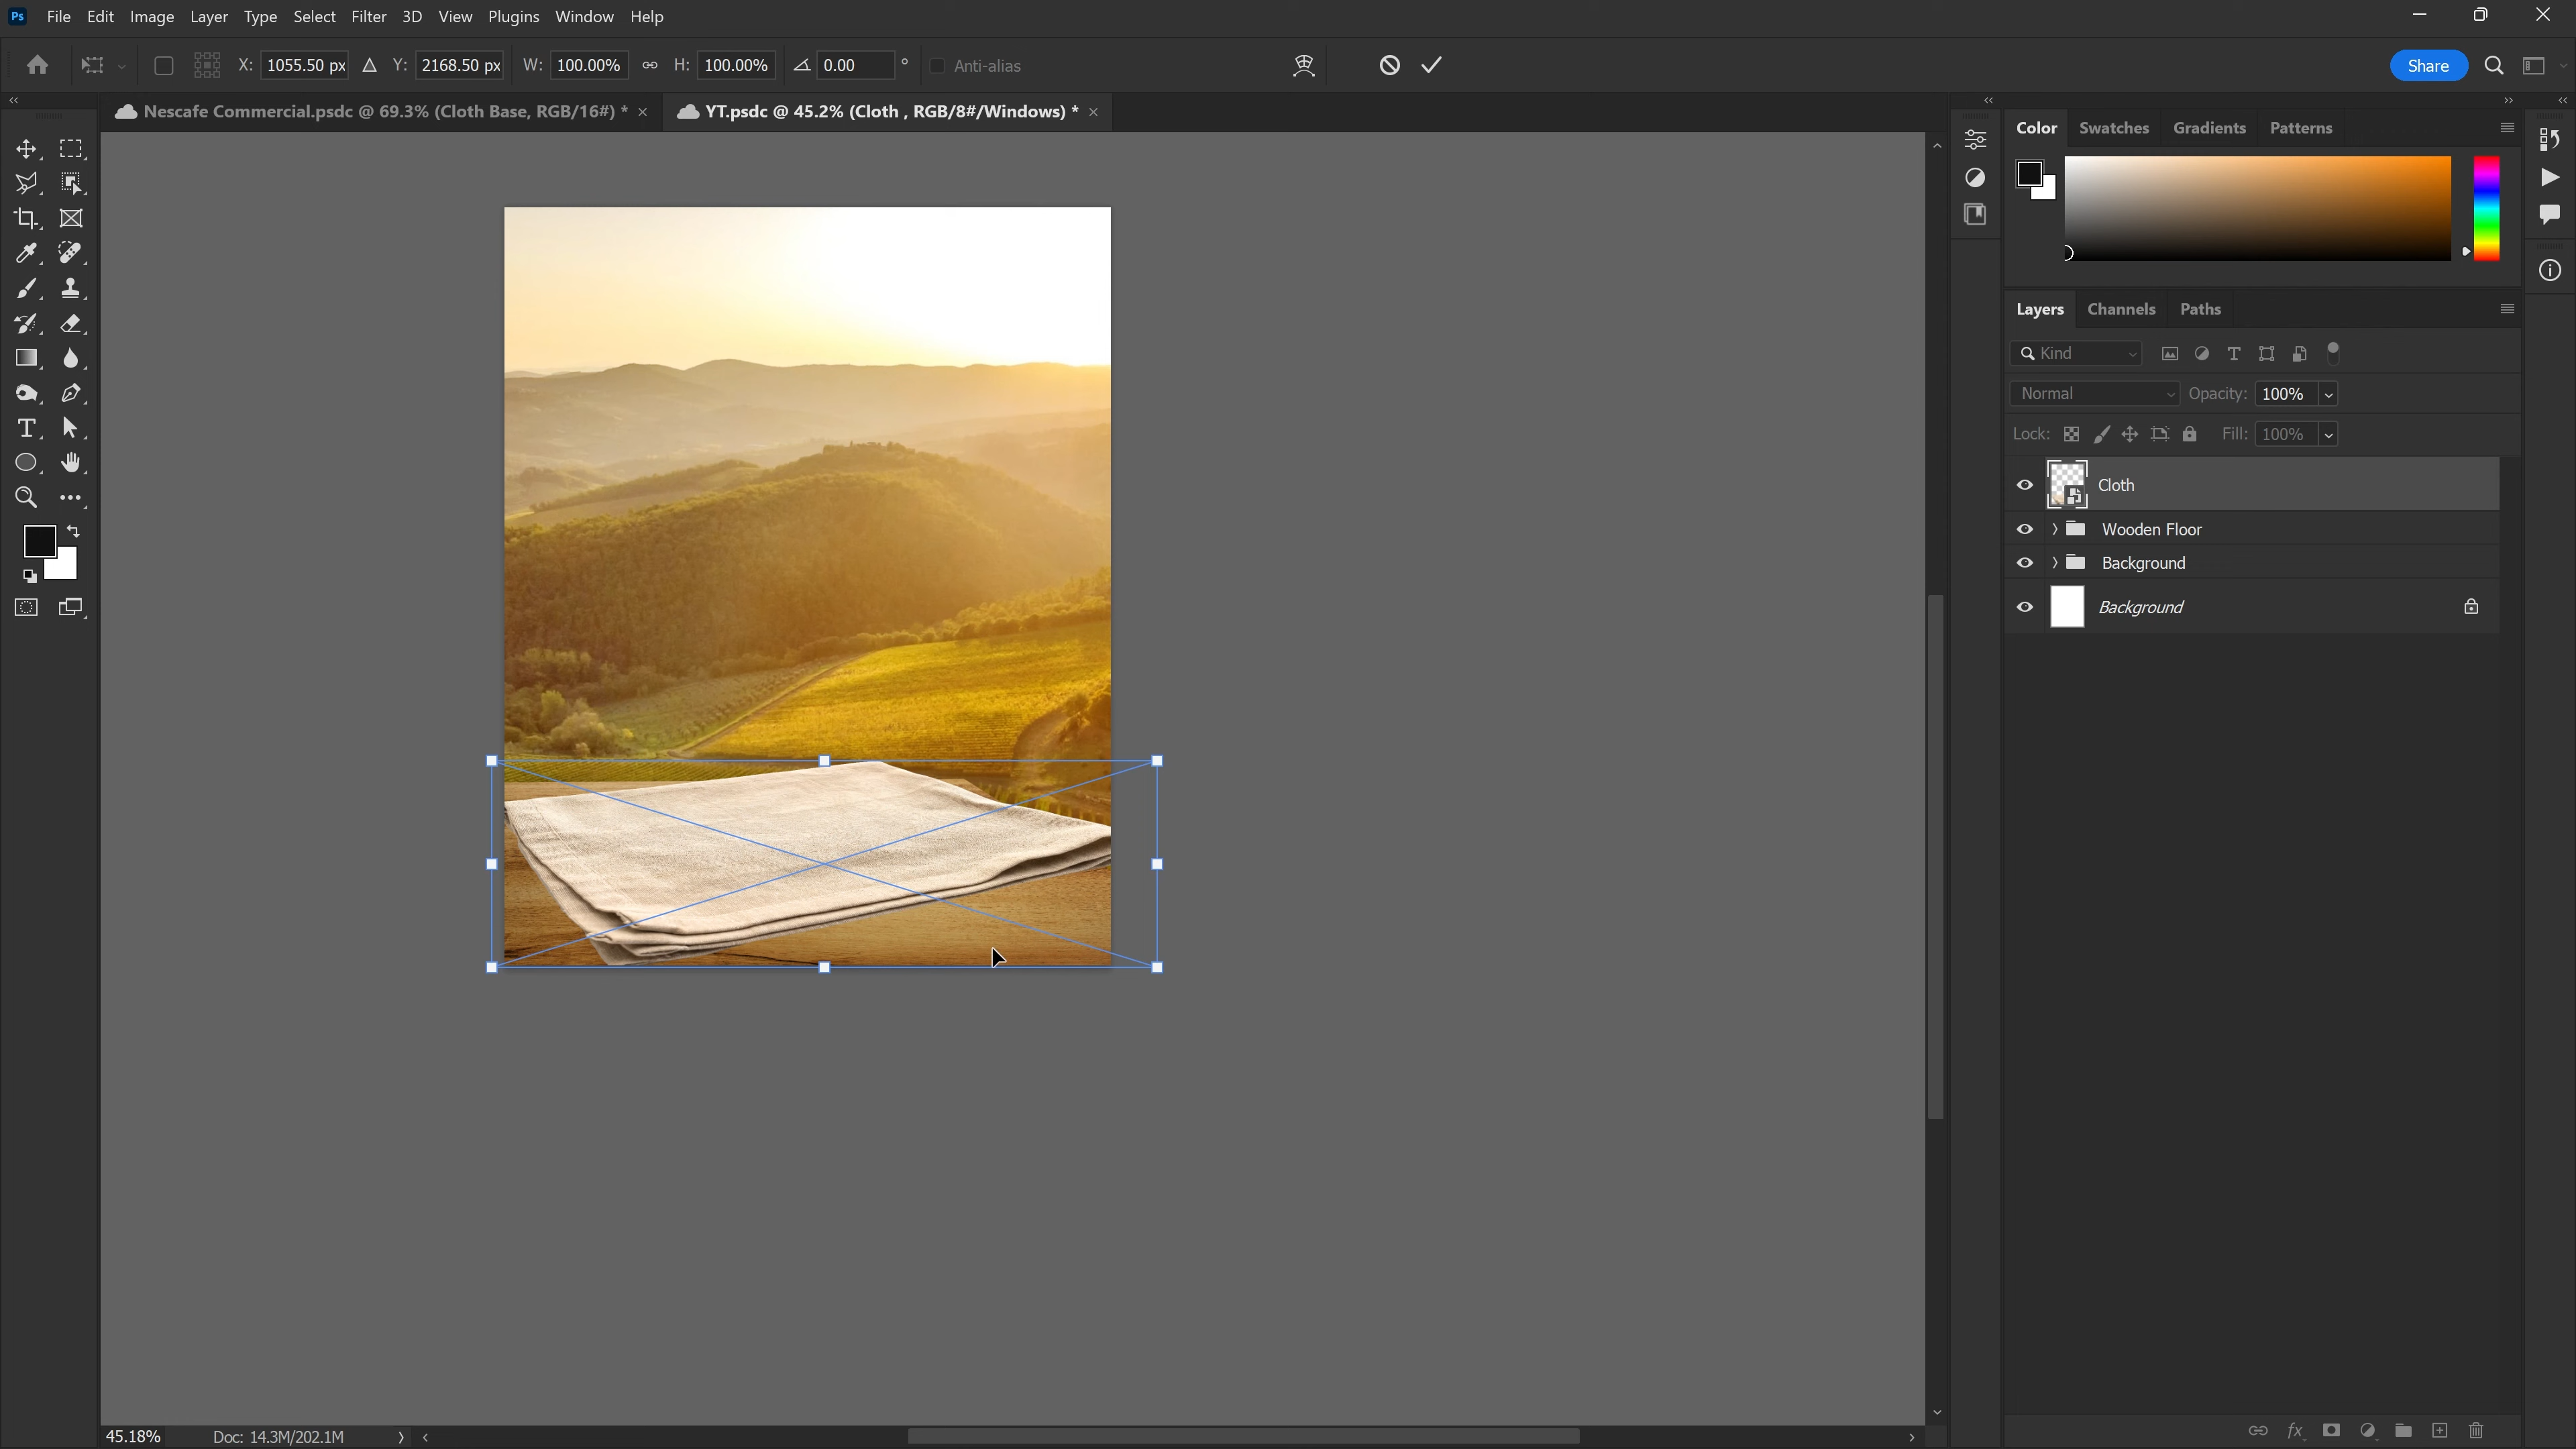 Ps File Edit Image Layer Type Select Filter 3D View Plugins Window Help
X: 1055.50 px Y: 2168.50 px W: 100.00% H: 100.00% 0.00 ° Anti-alias Share
Nescafe Commercial.psdc @ 69.3% (Cloth Base, RGB/16#) * YT.psdc @ 45.2% (Cloth , RGB/8#/Windows) *
Color Swatches Gradients Patterns
Layers Channels Paths
Kind
Normal Opacity: 100%
Lock: Fill: 100%
Cloth
Wooden Floor
Background
Background
45.18% Doc: 14.3M/202.1M